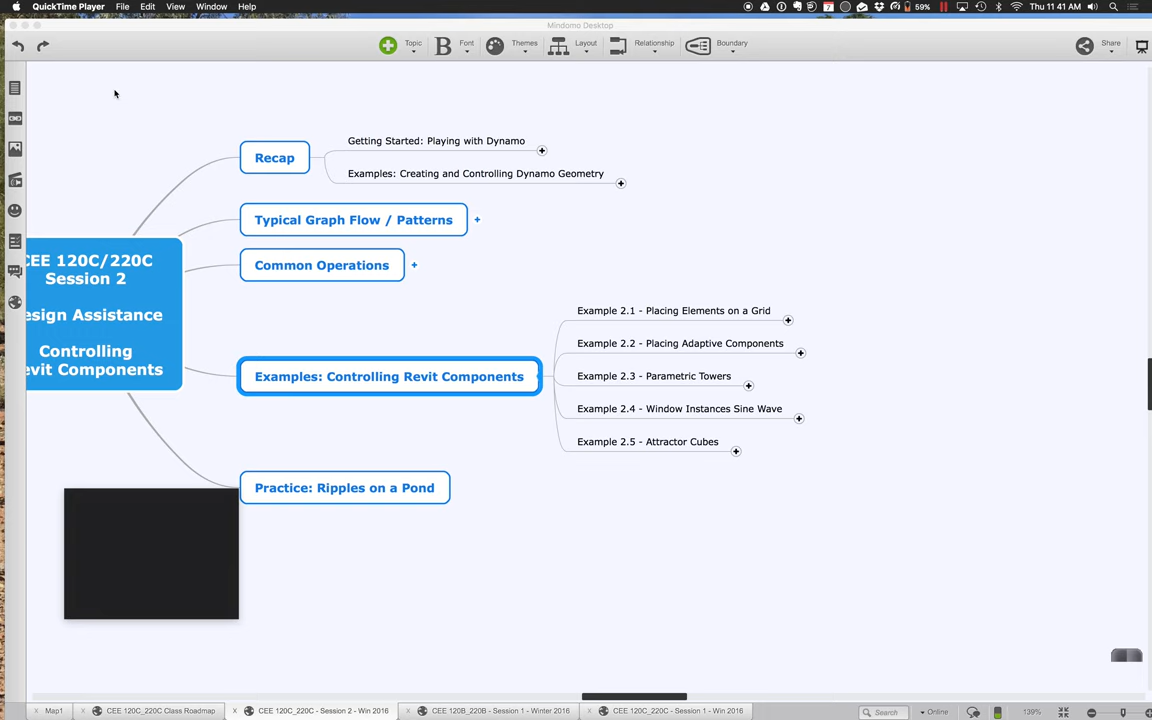 QuickTime Player File Edit View Window Help
59% Thu 11 41 AM
Mindomo Desktop
Topic Font Themes Layout Relationship Boundary Share
Getting Started: Playing with Dynamo
Recap
Examples: Creating and Controlling Dynamo Geometry
Typical Graph Flow / Patterns
Common Operations
CEE 120C/220C
Session 2
esign Assistance
Controlling
evit Components
Example 2.1 - Placing Elements on a Grid
Example 2.2 - Placing Adaptive Components
Examples: Controlling Revit Components
Example 2.3 - Parametric Towers
Example 2.4 - Window Instances Sine Wave
Example 2.5 - Attractor Cubes
Practice: Ripples on a Pond
Map1 CEE 120C_220C Class Roadmap CEE 120C_220C - Session 2 - Win 2016 CEE 120B_220B - Session 1 - Winter 2016 CEE 120C_220C - Session 1 - Win 2016 Search Online 139%